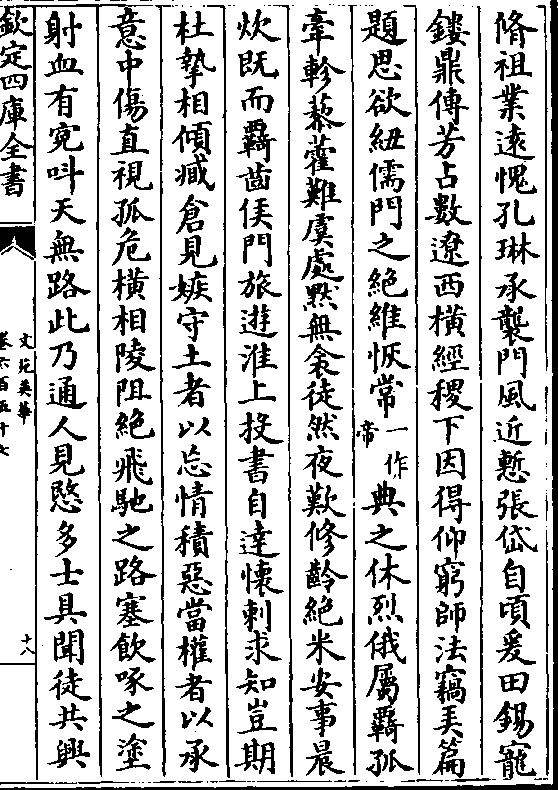 脩祖業遠愧孔琳承襲門風近慙張岱自頃爰田錫寵
鏤鼎傳芳占數遼西橫經稷下因得仰窮師法竊弄篇
題思欲紐儒門之絶維恢常一作帝典之休烈俄屬羈孤
牽軫藜藿難虞處黙無衾徒然夜歎修齡絶米安事晨
炊既而羈齒侯門旅遊淮上投書自達懷刺求知豈期
杜摯相傾臧倉見嫉守土者以忘情積惡當權者以承
意中傷直視孤危橫相陵阻絶飛馳之路塞飲啄之塗
射血有寃叫天無路此乃通人見愍多士具聞徒共興
欽定四庫全書
文苑英華
卷六百五十七
十八